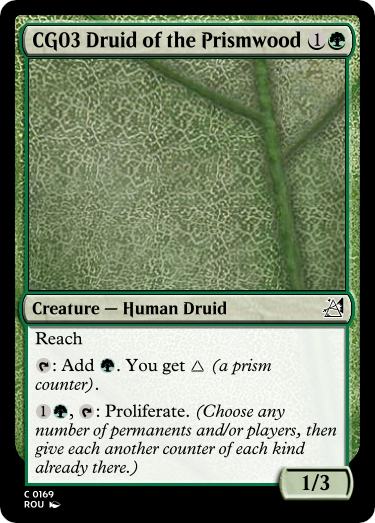 CG03 Druid of the Prismwood 1
Creature — Human Druid
Reach
: Add . You get △ (a prism
counter).
1, : Proliferate. (Choose any
number of permanents and/or players, then
give each another counter of each kind
already there.)
1/3
C 0169
ROU